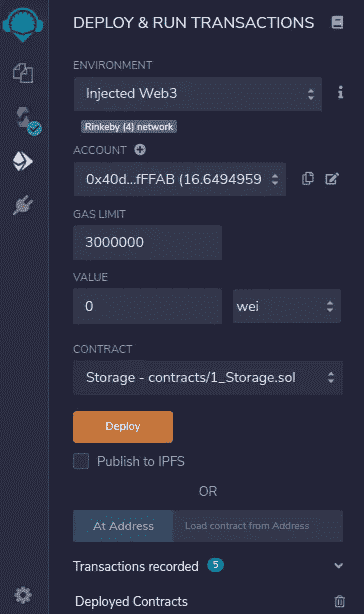 DEPLOY & RUN TRANSACTIONS
ENVIRONMENT
Injected Web3
Rinkeby (4) network
ACCOUNT
0x40d...fFFAB (16.6494959
GAS LIMIT
3000000
VALUE
0 wei
CONTRACT
Storage - contracts/1_Storage.sol
Deploy
Publish to IPFS
OR
At Address Load contract from Address
Transactions recorded 5
Deployed Contracts